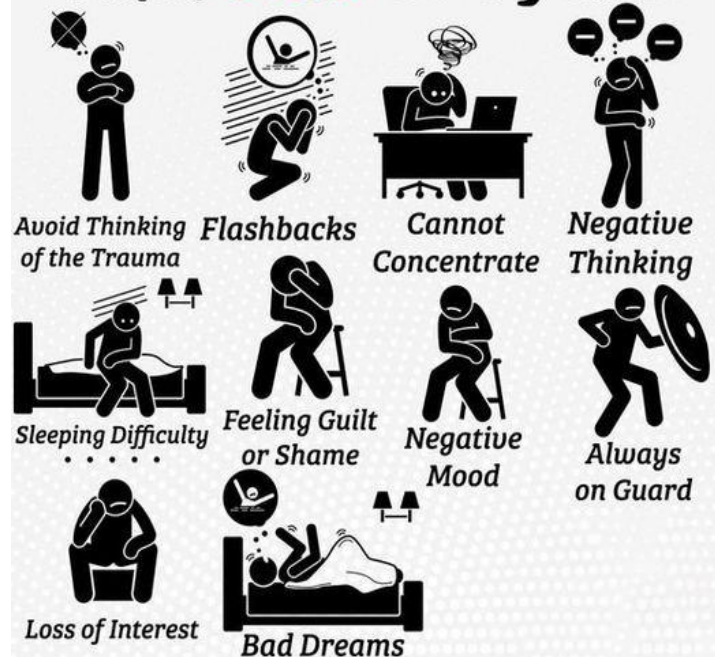 Avoid Thinking
of the Trauma
Flashbacks
Cannot
Concentrate
Negative
Thinking
Sleeping Difficulty
Feeling Guilt
or Shame
Negative
Mood
Always
on Guard
Loss of Interest
Bad Dreams